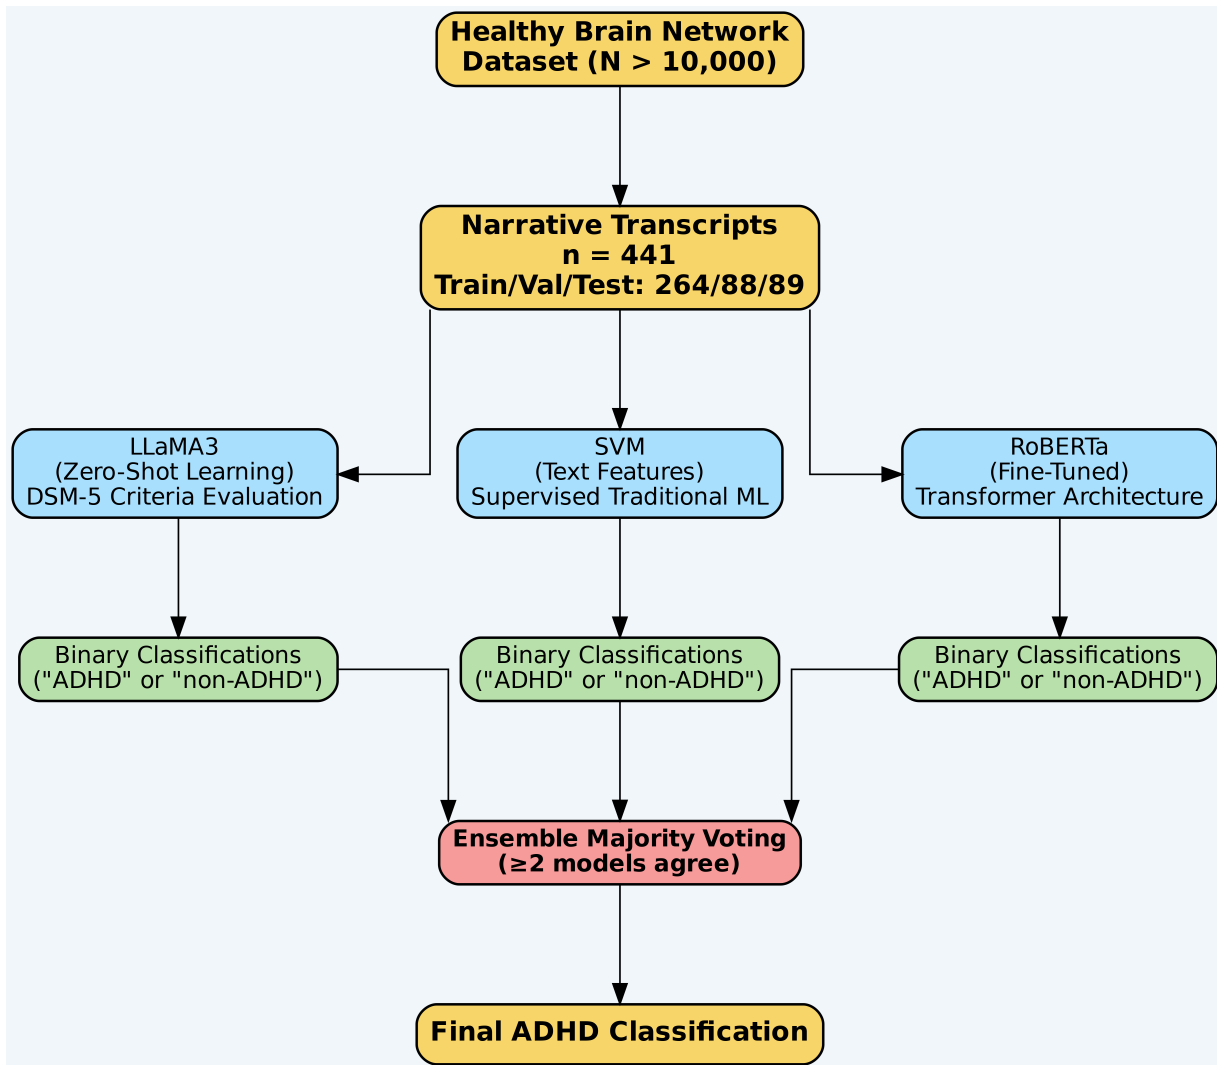 Healthy Brain Network
Dataset (N > 10,000)
Narrative Transcripts
n = 441
Train/Val/Test: 264/88/89
LLaMA3
(Zero-Shot Learning)
DSM-5 Criteria Evaluation
SVM
(Text Features)
Supervised Traditional ML
RoBERTa
(Fine-Tuned)
Transformer Architecture
Binary Classifications
("ADHD" or "non-ADHD")
Binary Classifications
("ADHD" or "non-ADHD")
Binary Classifications
("ADHD" or "non-ADHD")
Ensemble Majority Voting
(≥2 models agree)
Final ADHD Classification